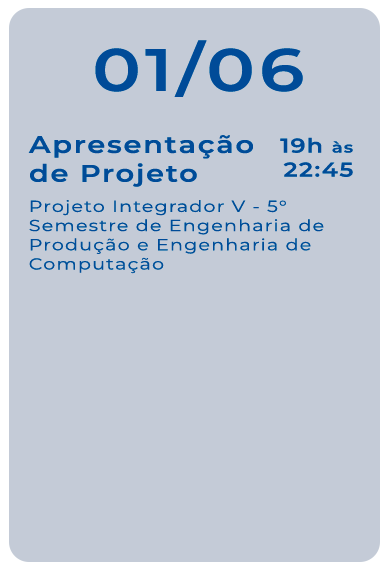 01/06
Apresentação
de Projeto
19h às
22:45
Projeto Integrador V - 5º
Semestre de Engenharia de
Produção e Engenharia de
Computação